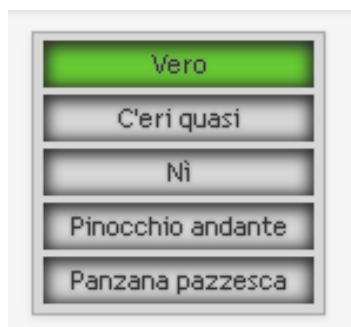 Vero
C'eri quasi
Nì
Pinocchio andante
Panzana pazzesca